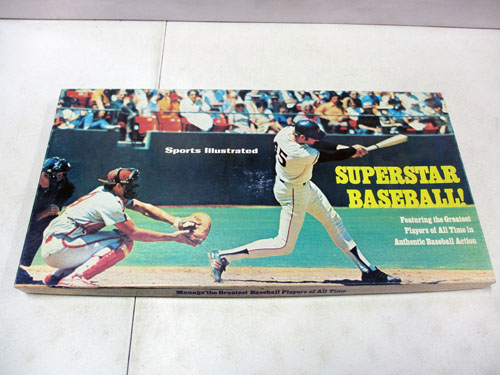 Sports Illustrated
5
SUPERSTAR
BASEBALL!
Featuring the Greatest
Players of All Time in
Authentic Baseball Action
Manage the Greatest Baseball Players of All Time